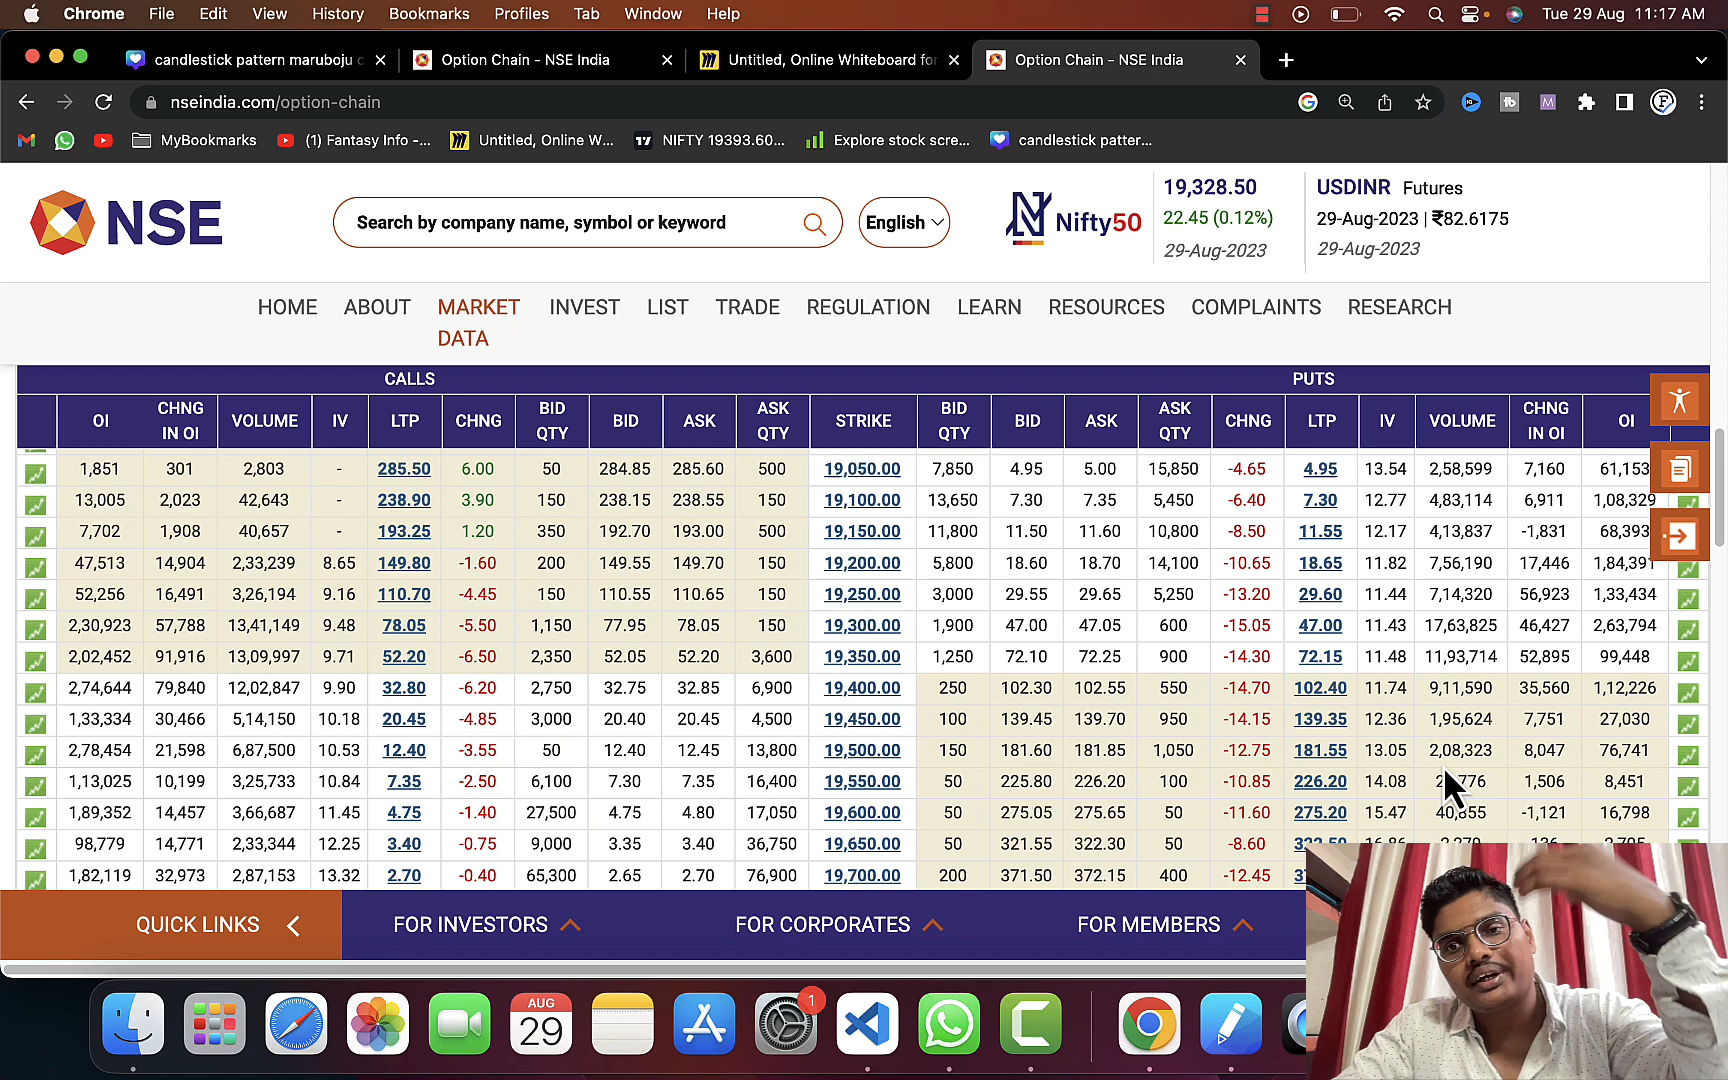 Chrome File Edit View History Bookmarks Profiles Tab Window Help Tue 29 Aug 11:17 AM
candlestick pattern maruboju Option Chain - NSE India Untitled, Online Whiteboard for Option Chain - NSE India
nseindia.com/option-chain
MyBookmarks (1) Fantasy Info -... Untitled, Online W... NIFTY 19393.60... Explore stock scre... candlestick patter...
NSE
Search by company name, symbol or keyword
English
Nifty50
19,328.50
22.45 (0.12%)
29-Aug-2023
USDINR Futures
29-Aug-2023 | ₹82.6175
29-Aug-2023
HOME ABOUT MARKET DATA INVEST LIST TRADE REGULATION LEARN RESOURCES COMPLAINTS RESEARCH
CALLS PUTS
OI CHNG IN OI VOLUME IV LTP CHNG BID QTY BID ASK ASK QTY STRIKE BID QTY BID ASK ASK QTY CHNG LTP IV VOLUME CHNG IN OI OI
1,851 301 2,803 - 285.50 6.00 50 284.85 285.60 500 19,050.00 7,850 4.95 5.00 15,850 -4.65 4.95 13.54 2,58,599 7,160 61,153
13,005 2,023 42,643 - 238.90 3.90 150 238.15 238.55 150 19,100.00 13,650 7.30 7.35 5,450 -6.40 7.30 12.77 4,83,114 6,911 1,08,329
7,702 1,908 40,657 - 193.25 1.20 350 192.70 193.00 500 19,150.00 11,800 11.50 11.60 10,800 -8.50 11.55 12.17 4,13,837 -1,831 68,393
47,513 14,904 2,33,239 8.65 149.80 -1.60 200 149.55 149.70 150 19,200.00 5,800 18.60 18.70 14,100 -10.65 18.65 11.82 7,56,190 17,446 1,84,391
52,256 16,491 3,26,194 9.16 110.70 -4.45 150 110.55 110.65 150 19,250.00 3,000 29.55 29.65 5,250 -13.20 29.60 11.44 7,14,320 56,923 1,33,434
2,30,923 57,788 13,41,149 9.48 78.05 -5.50 1,150 77.95 78.05 150 19,300.00 1,900 47.00 47.05 600 -15.05 47.00 11.43 17,63,825 46,427 2,63,794
2,02,452 91,916 13,09,997 9.71 52.20 -6.50 2,350 52.05 52.20 3,600 19,350.00 1,250 72.10 72.25 900 -14.30 72.15 11.48 11,93,714 52,895 99,448
2,74,644 79,840 12,02,847 9.90 32.80 -6.20 2,750 32.75 32.85 6,900 19,400.00 250 102.30 102.55 550 -14.70 102.40 11.74 9,11,590 35,560 1,12,226
1,33,334 30,466 5,14,150 10.18 20.45 -4.85 3,000 20.40 20.45 4,500 19,450.00 100 139.45 139.70 950 -14.15 139.35 12.36 1,95,624 7,751 27,030
2,78,454 21,598 6,87,500 10.53 12.40 -3.55 50 12.40 12.45 13,800 19,500.00 150 181.60 181.85 1,050 -12.75 181.55 13.05 2,08,323 8,047 76,741
1,13,025 10,199 3,25,733 10.84 7.35 -2.50 6,100 7.30 7.35 16,400 19,550.00 50 225.80 226.20 100 -10.85 226.20 14.08 1,506 8,451
1,89,352 14,457 3,66,687 11.45 4.75 -1.40 27,500 4.75 4.80 17,050 19,600.00 50 275.05 275.65 50 -11.60 275.20 15.47 40,855 -1,121 16,798
98,779 14,771 2,33,344 12.25 3.40 -0.75 9,000 3.35 3.40 36,750 19,650.00 50 321.55 322.30 50 -8.60
1,82,119 32,973 2,87,153 13.32 2.70 -0.40 65,300 2.65 2.70 76,900 19,700.00 200 371.50 372.15 400 -12.45
QUICK LINKS FOR INVESTORS FOR CORPORATES FOR MEMBERS
AUG
29
1